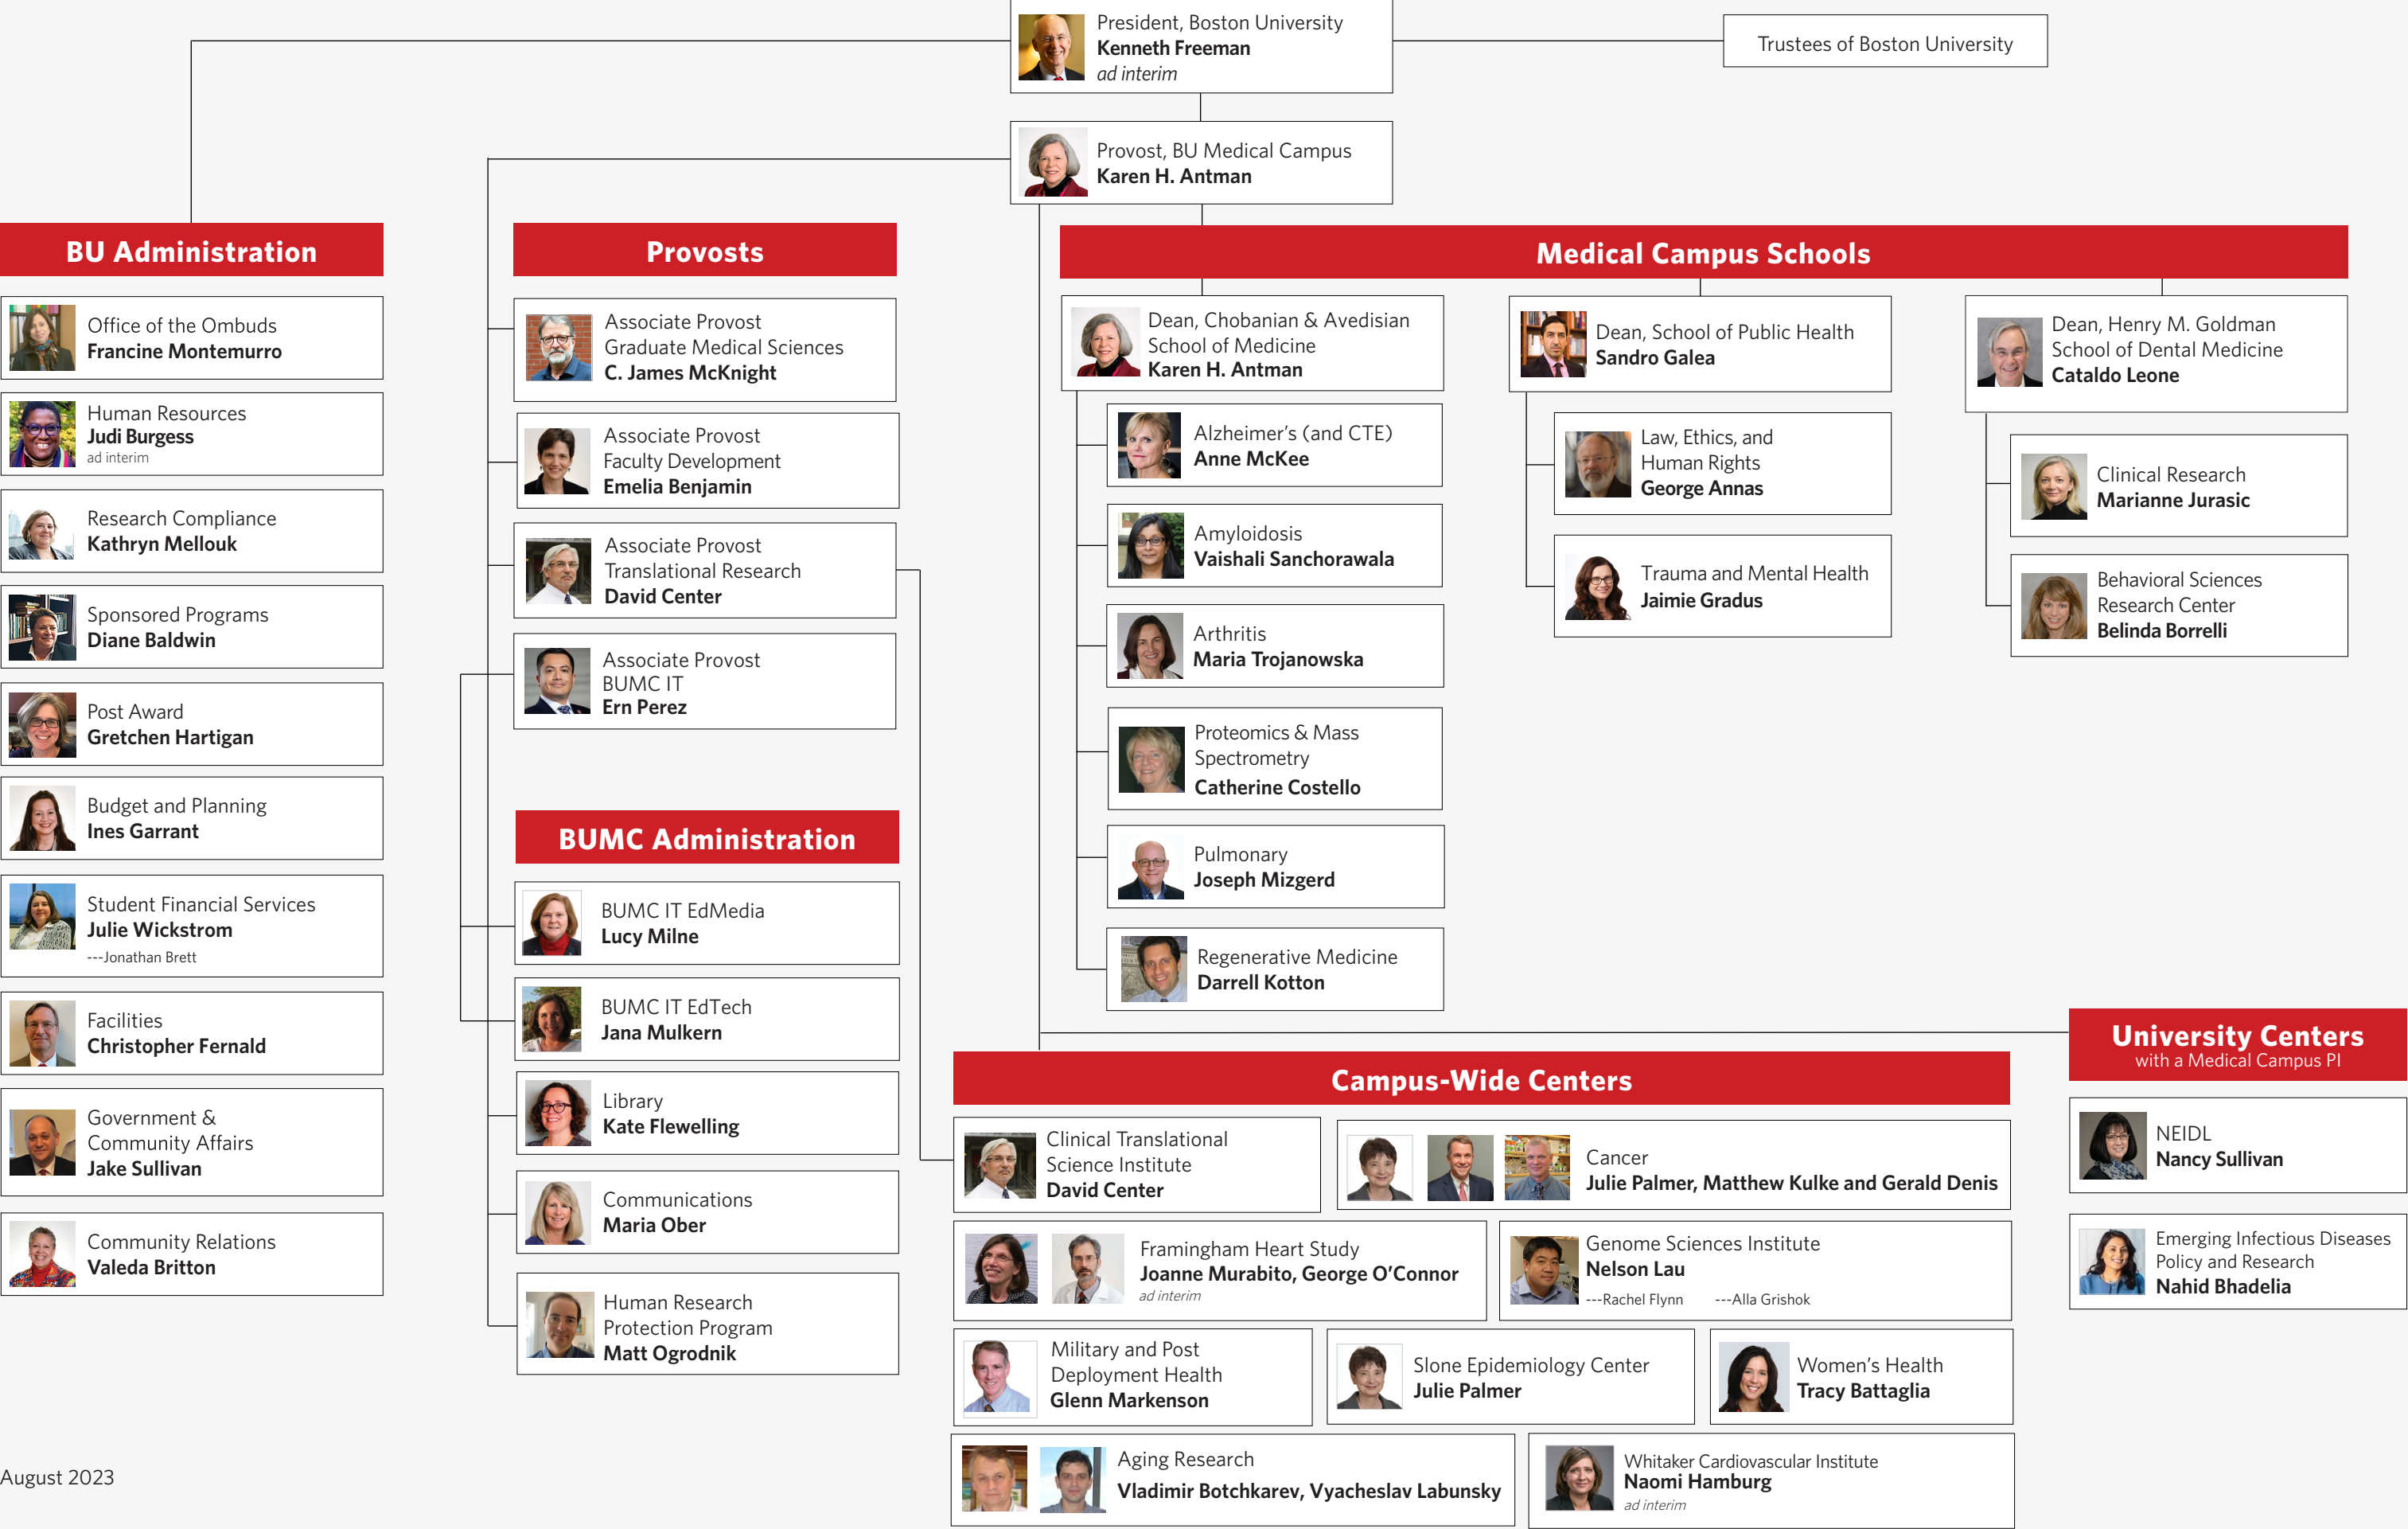 President, Boston University
Kenneth Freeman
ad interim
Trustees of Boston University
Provost, BU Medical Campus
Karen H. Antman
BU Administration
Office of the Ombuds
Francine Montemurro
Human Resources
Judi Burgess
ad interim
Research Compliance
Kathryn Mellouk
Sponsored Programs
Diane Baldwin
Post Award
Gretchen Hartigan
Budget and Planning
Ines Garrant
Student Financial Services
Julie Wickstrom
---Jonathan Brett
Facilities
Christopher Fernald
Government &
Community Affairs
Jake Sullivan
Community Relations
Valeda Britton
Provosts
Associate Provost
Graduate Medical Sciences
C. James McKnight
Associate Provost
Faculty Development
Emelia Benjamin
Associate Provost
Translational Research
David Center
Associate Provost
BUMC IT
Ern Perez
BUMC Administration
BUMC IT EdMedia
Lucy Milne
BUMC IT EdTech
Jana Mulkern
Library
Kate Flewelling
Communications
Maria Ober
Human Research
Protection Program
Matt Ogrodnik
Medical Campus Schools
Dean, Chobanian & Avedisian
School of Medicine
Karen H. Antman
Alzheimer's (and CTE)
Anne McKee
Amyloidosis
Vaishali Sanchorawala
Arthritis
Maria Trojanowska
Proteomics & Mass
Spectrometry
Catherine Costello
Pulmonary
Joseph Mizgerd
Regenerative Medicine
Darrell Kotton
Dean, School of Public Health
Sandro Galea
Law, Ethics, and
Human Rights
George Annas
Trauma and Mental Health
Jaimie Gradus
Dean, Henry M. Goldman
School of Dental Medicine
Cataldo Leone
Clinical Research
Marianne Jurasic
Behavioral Sciences
Research Center
Belinda Borrelli
Campus-Wide Centers
Clinical Translational
Science Institute
David Center
Cancer
Julie Palmer, Matthew Kulke and Gerald Denis
Framingham Heart Study
Joanne Murabito, George O'Connor
ad interim
Genome Sciences Institute
Nelson Lau
---Rachel Flynn ---Alla Grishok
Military and Post
Deployment Health
Glenn Markenson
Slone Epidemiology Center
Julie Palmer
Women's Health
Tracy Battaglia
Aging Research
Vladimir Botchkarev, Vyacheslav Labunsky
Whitaker Cardiovascular Institute
Naomi Hamburg
ad interim
University Centers
with a Medical Campus PI
NEIDL
Nancy Sullivan
Emerging Infectious Diseases
Policy and Research
Nahid Bhadelia
August 2023